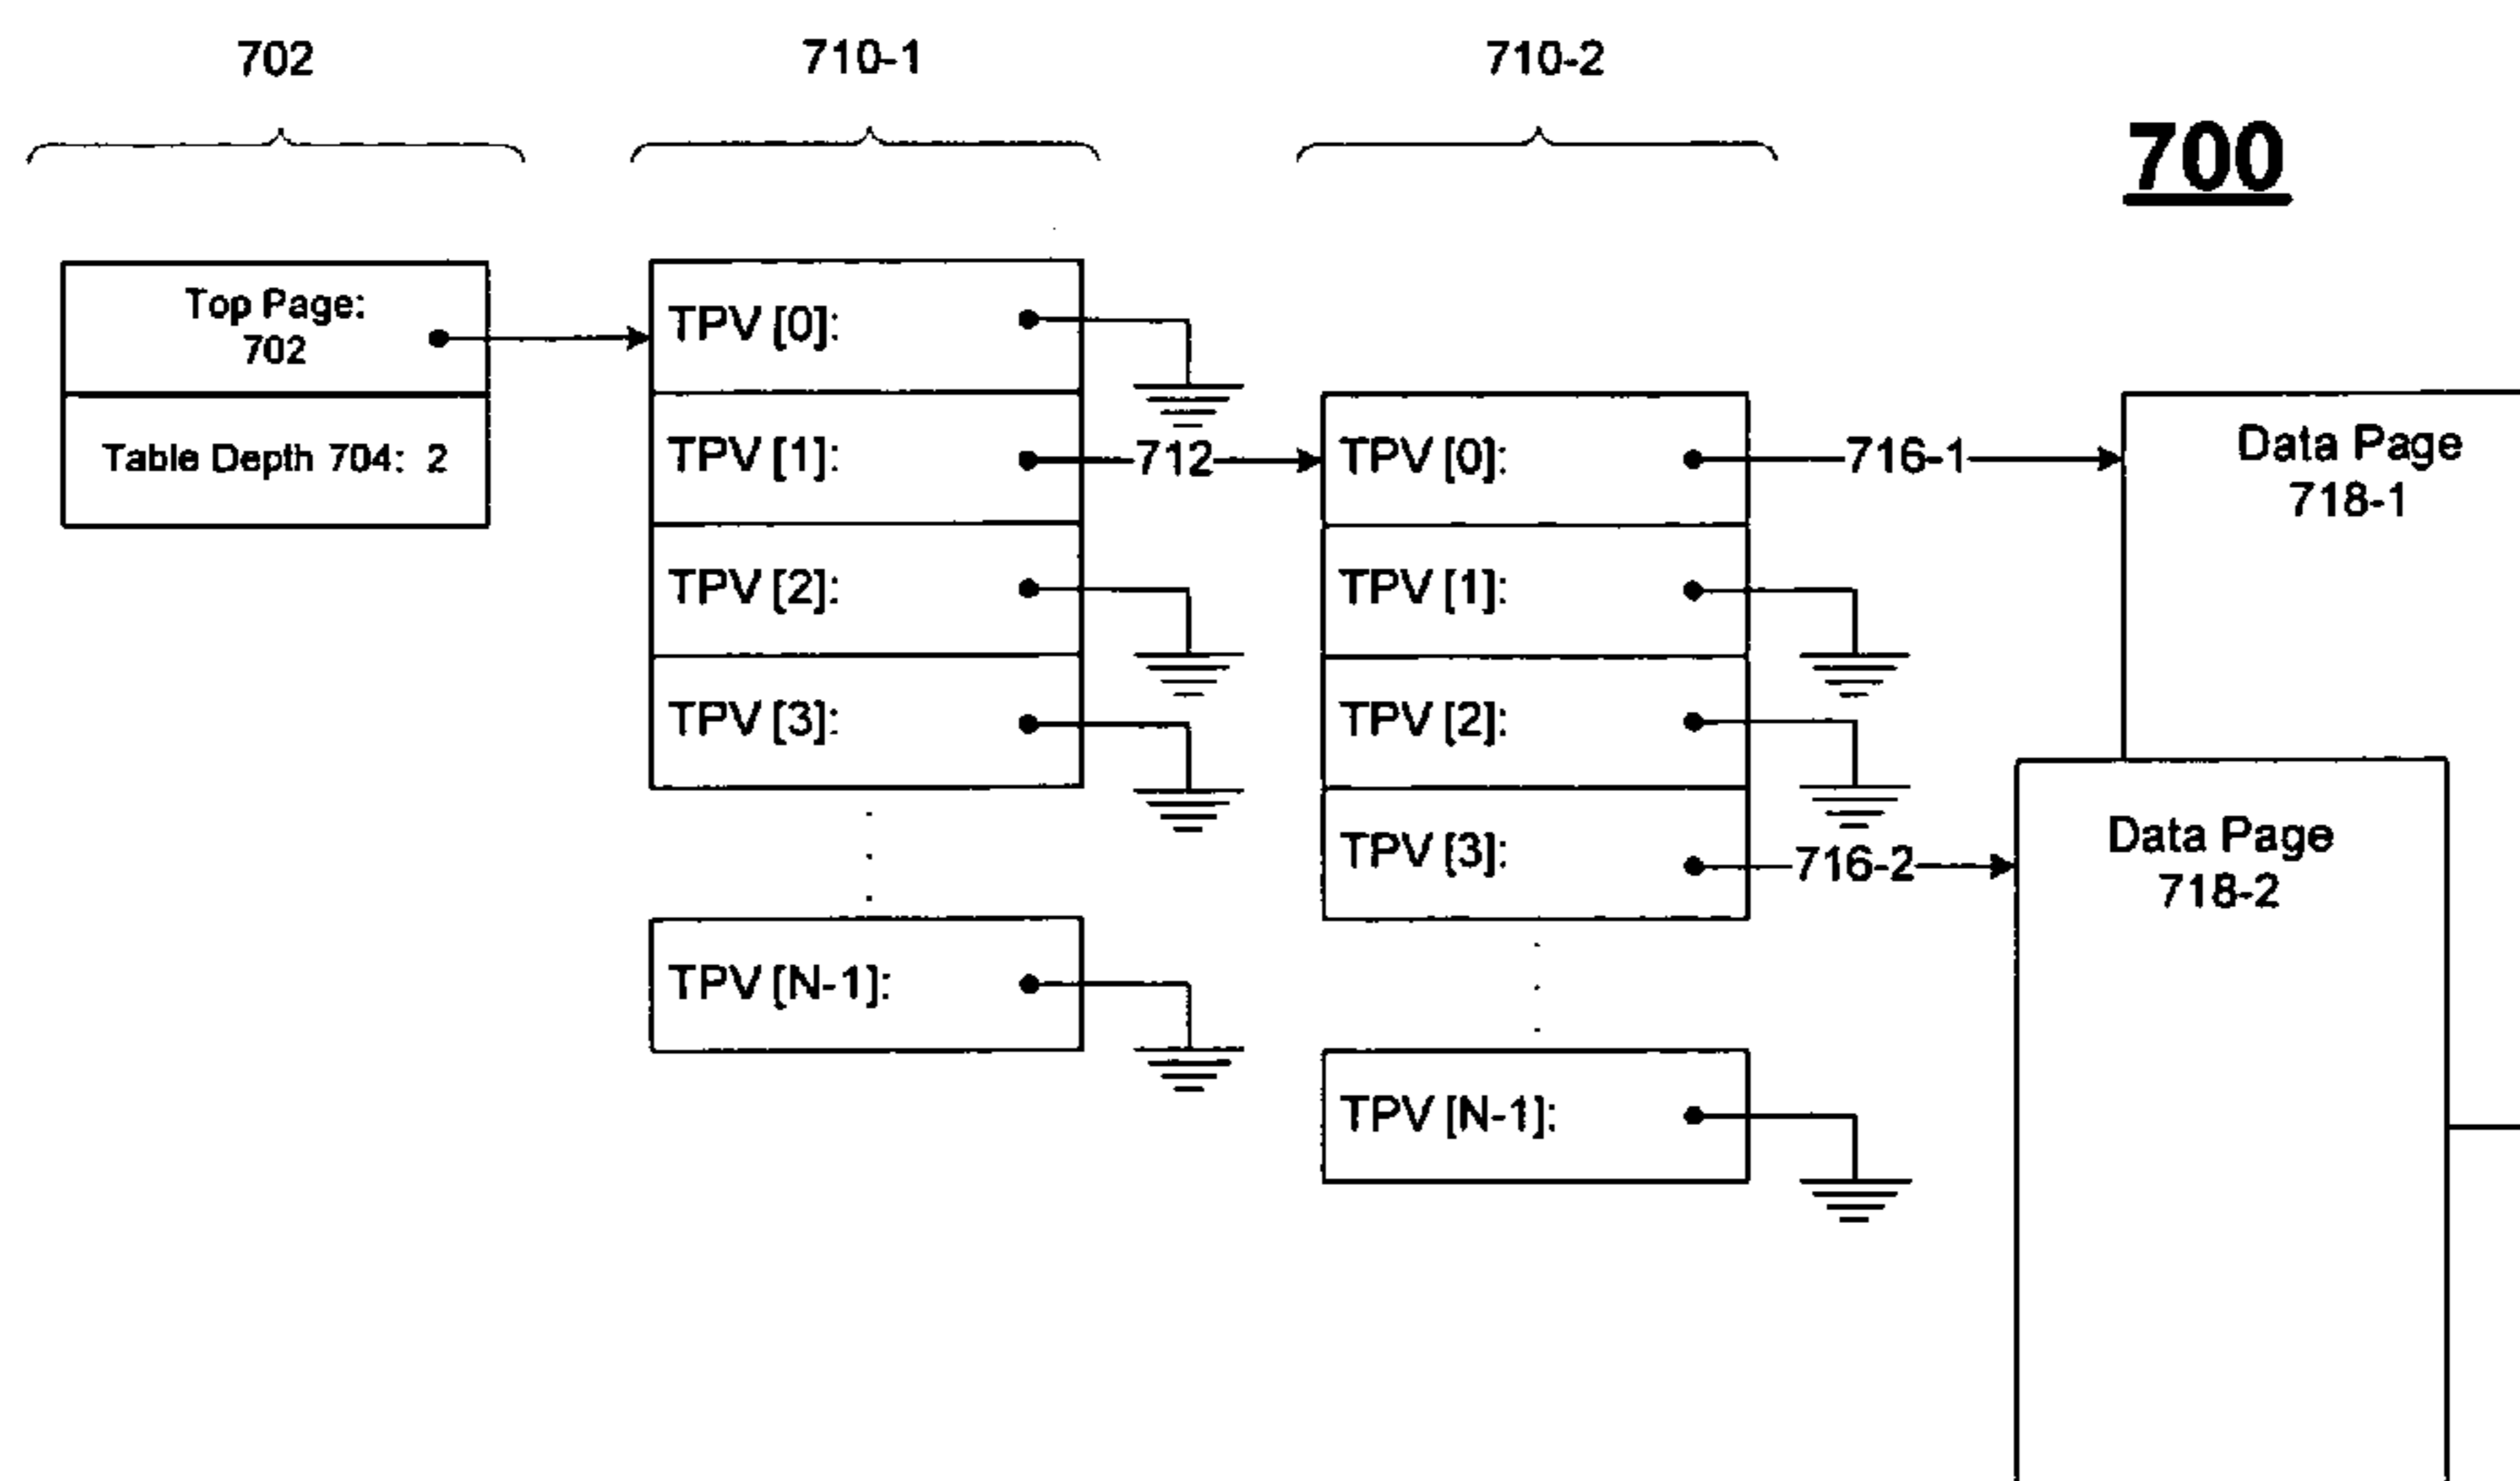 702
710-1
710-2
700
Top Page:
702
Table Depth 704: 2
TPV [0]:
TPV [1]:
712
TPV [2]:
TPV [3]:
TPV [N-1]:
TPV [0]:
716-1
TPV [1]:
TPV [2]:
TPV [3]:
716-2
TPV [N-1]:
Data Page
718-1
Data Page
718-2